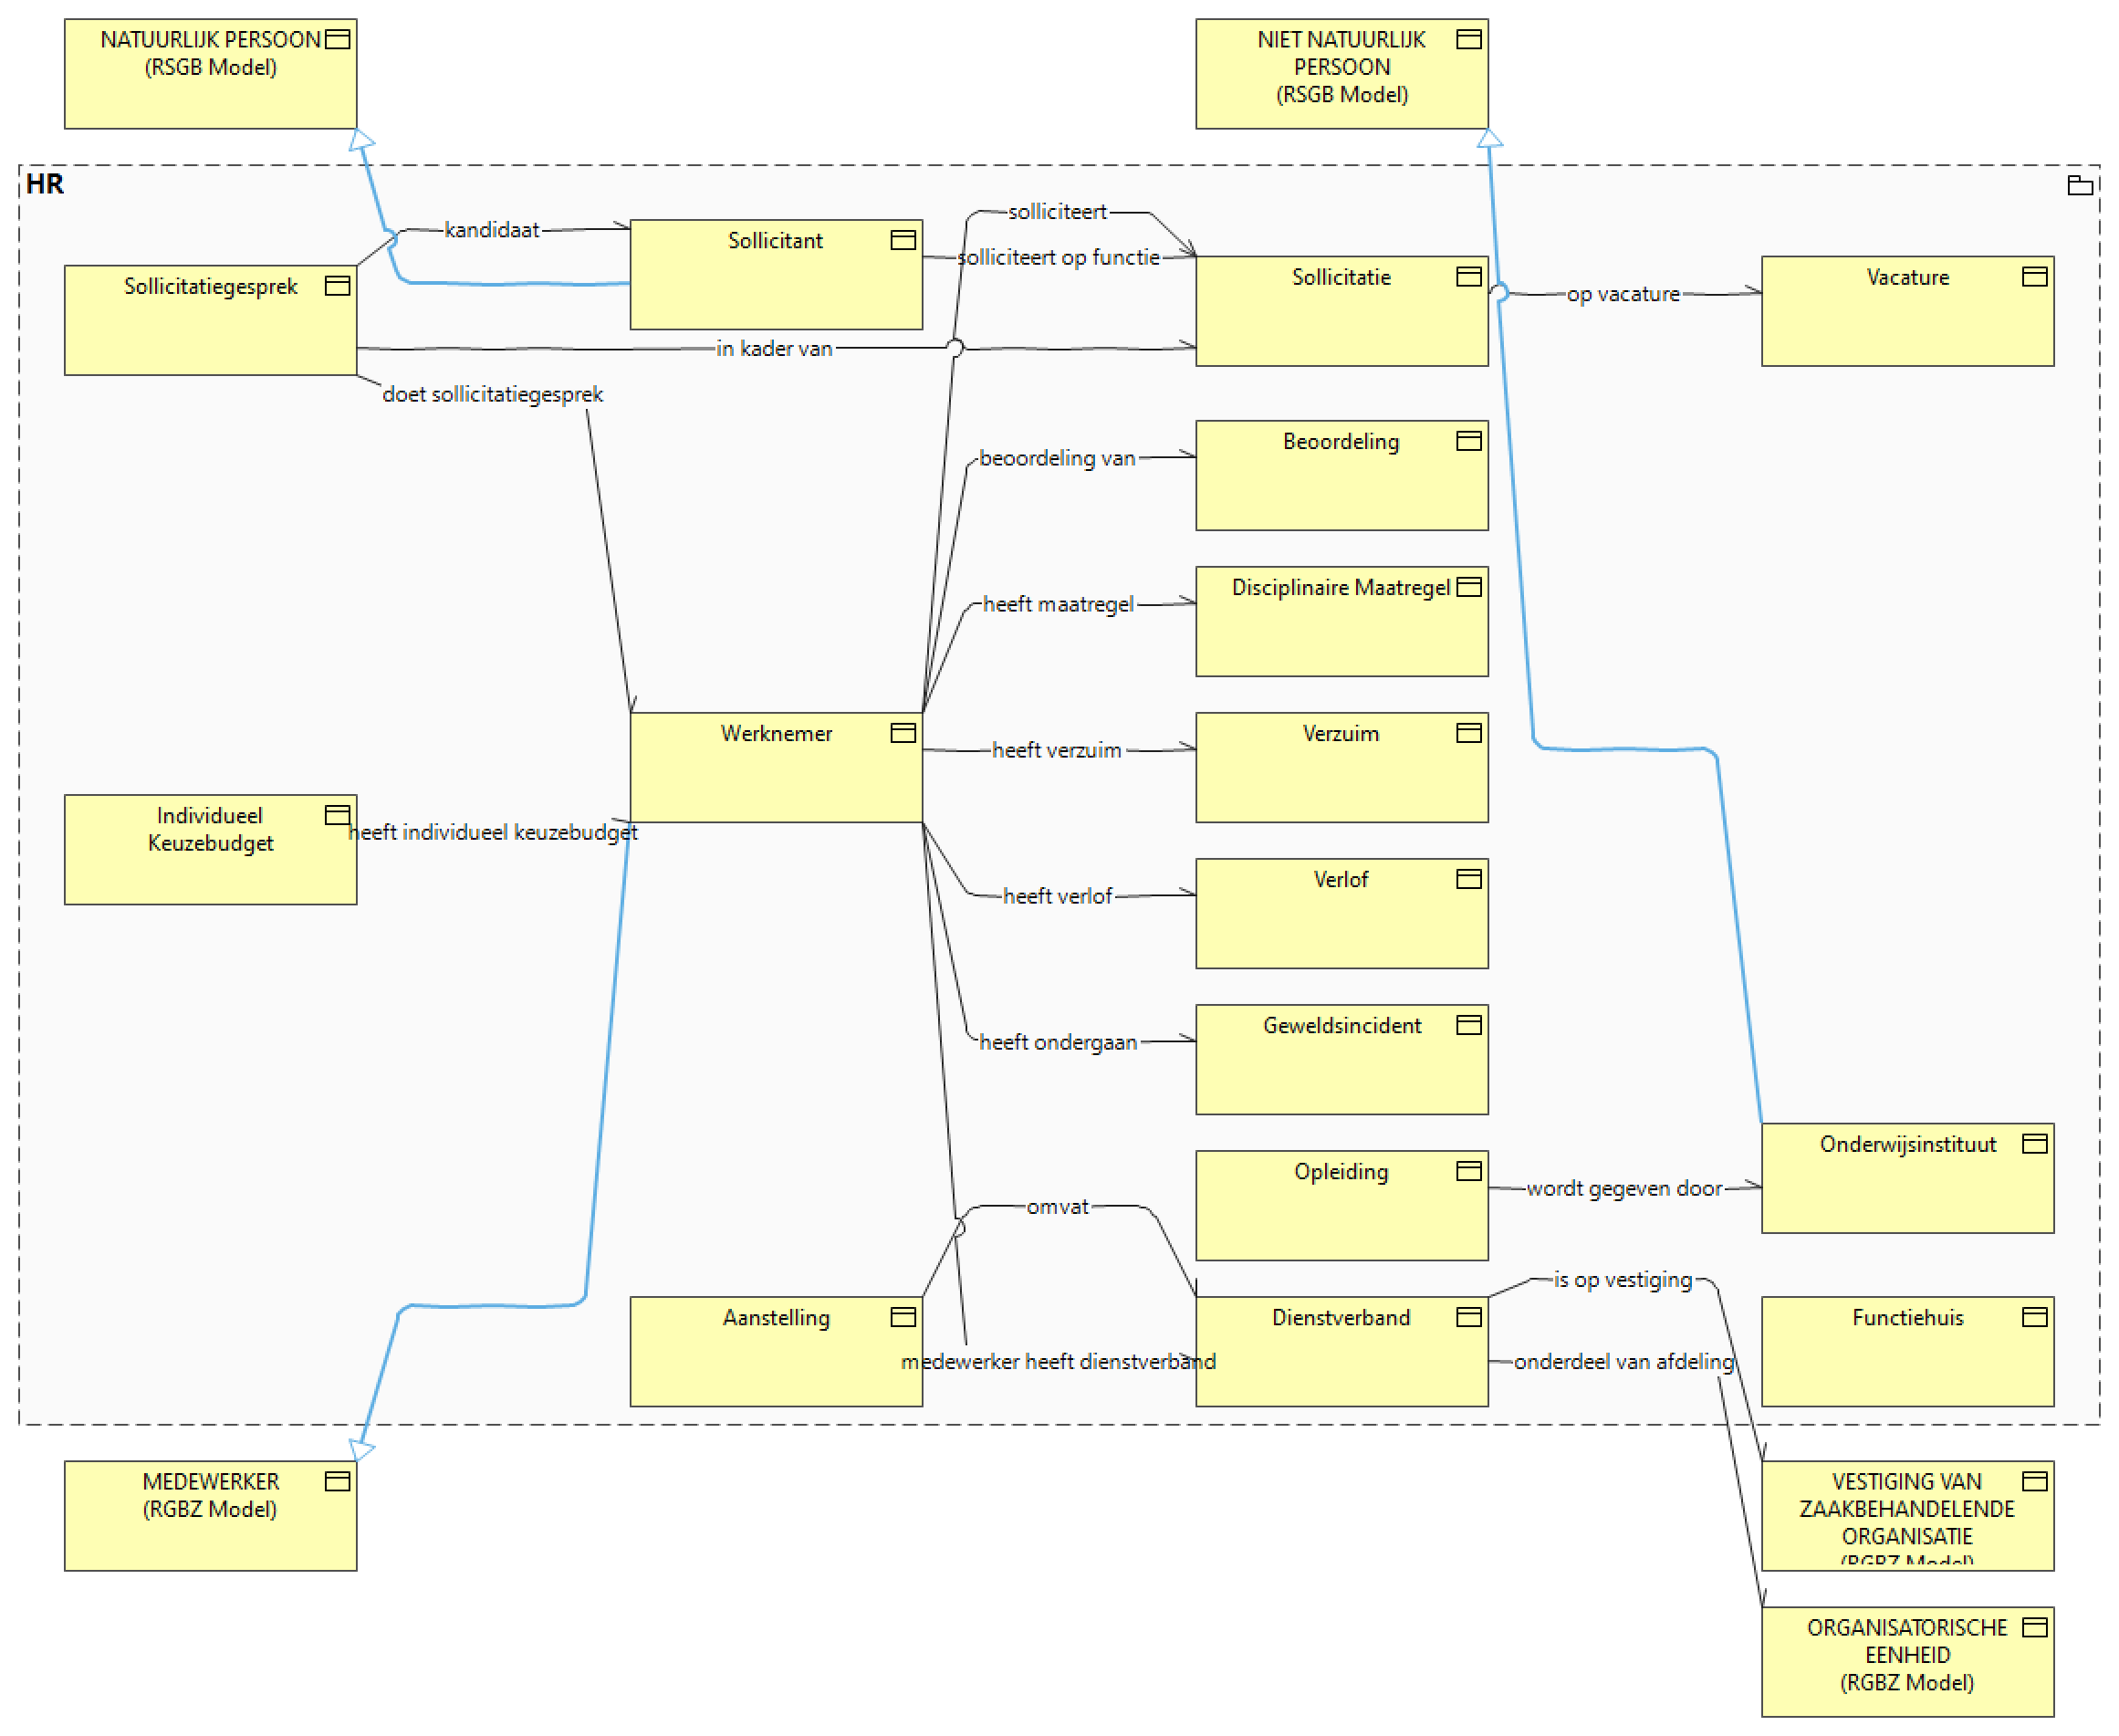 NATUURLIJK PERSOON
(RSGB Model)
NIET NATUURLIJK
PERSOON
(RSGB Model)
HR
solliciteert
kandidaat
Sollicitant
solliciteert op functie
Sollicitatiegesprek
Sollicitatie
Vacature
op vacature
in kader van
doet sollicitatiegesprek
Beoordeling
beoordeling van
Disciplinaire Maatregel
heeft maatregel
Werknemer
Verzuim
heeft verzuim
Individueel
Keuzebudget
heeft individueel keuzebudget
Verlof
heeft verlof
Geweldsincident
heeft ondergaan
Onderwijsinstituut
Opleiding
wordt gegeven door
omvat
is op vestiging
Aanstelling
Dienstverband
Functiehuis
medewerker heeft dienstverband
onderdeel van afdeling
MEDEWERKER
(RGBZ Model)
VESTIGING VAN
ZAAKBEHANDELENDE
ORGANISATIE
(RGBZ Model)
ORGANISATORISCHE
EENHEID
(RGBZ Model)